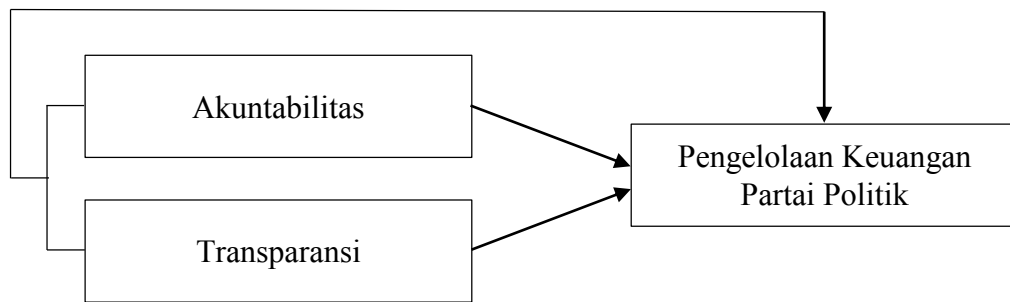 Akuntabilitas
Pengelolaan Keuangan
Partai Politik
Transparansi